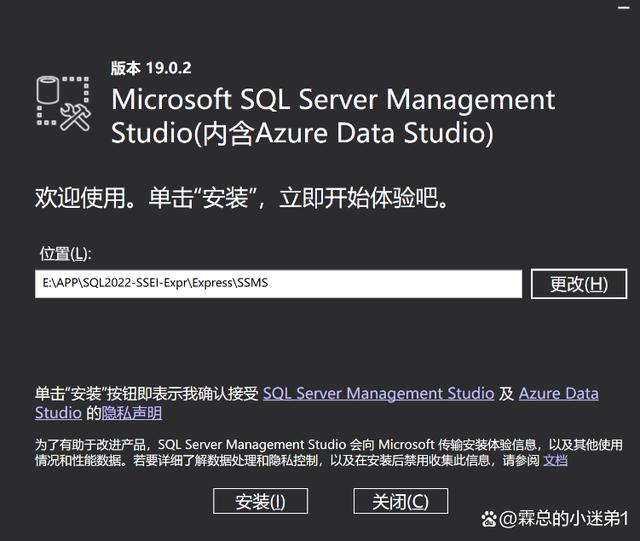 版本 19.0.2
Microsoft SQL Server Management
Studio(内含Azure Data Studio)
欢迎使用。单击“安装”，立即开始体验吧。
位置(L):
E:\APP\SQL2022-SSEI-Expr\Express\SSMS
更改(H)
单击“安装”按钮即表示我确认接受 SQL Server Management Studio 及 Azure Data
Studio 的隐私声明
为了有助于改进产品，SQL Server Management Studio 会向 Microsoft 传输安装体验信息，以及其他使用
情况和性能数据。若要详细了解数据处理和隐私控制，以及在安装后禁用收集此信息，请参阅 文档
安装(I)
关闭(C)
@霖总的小迷弟1